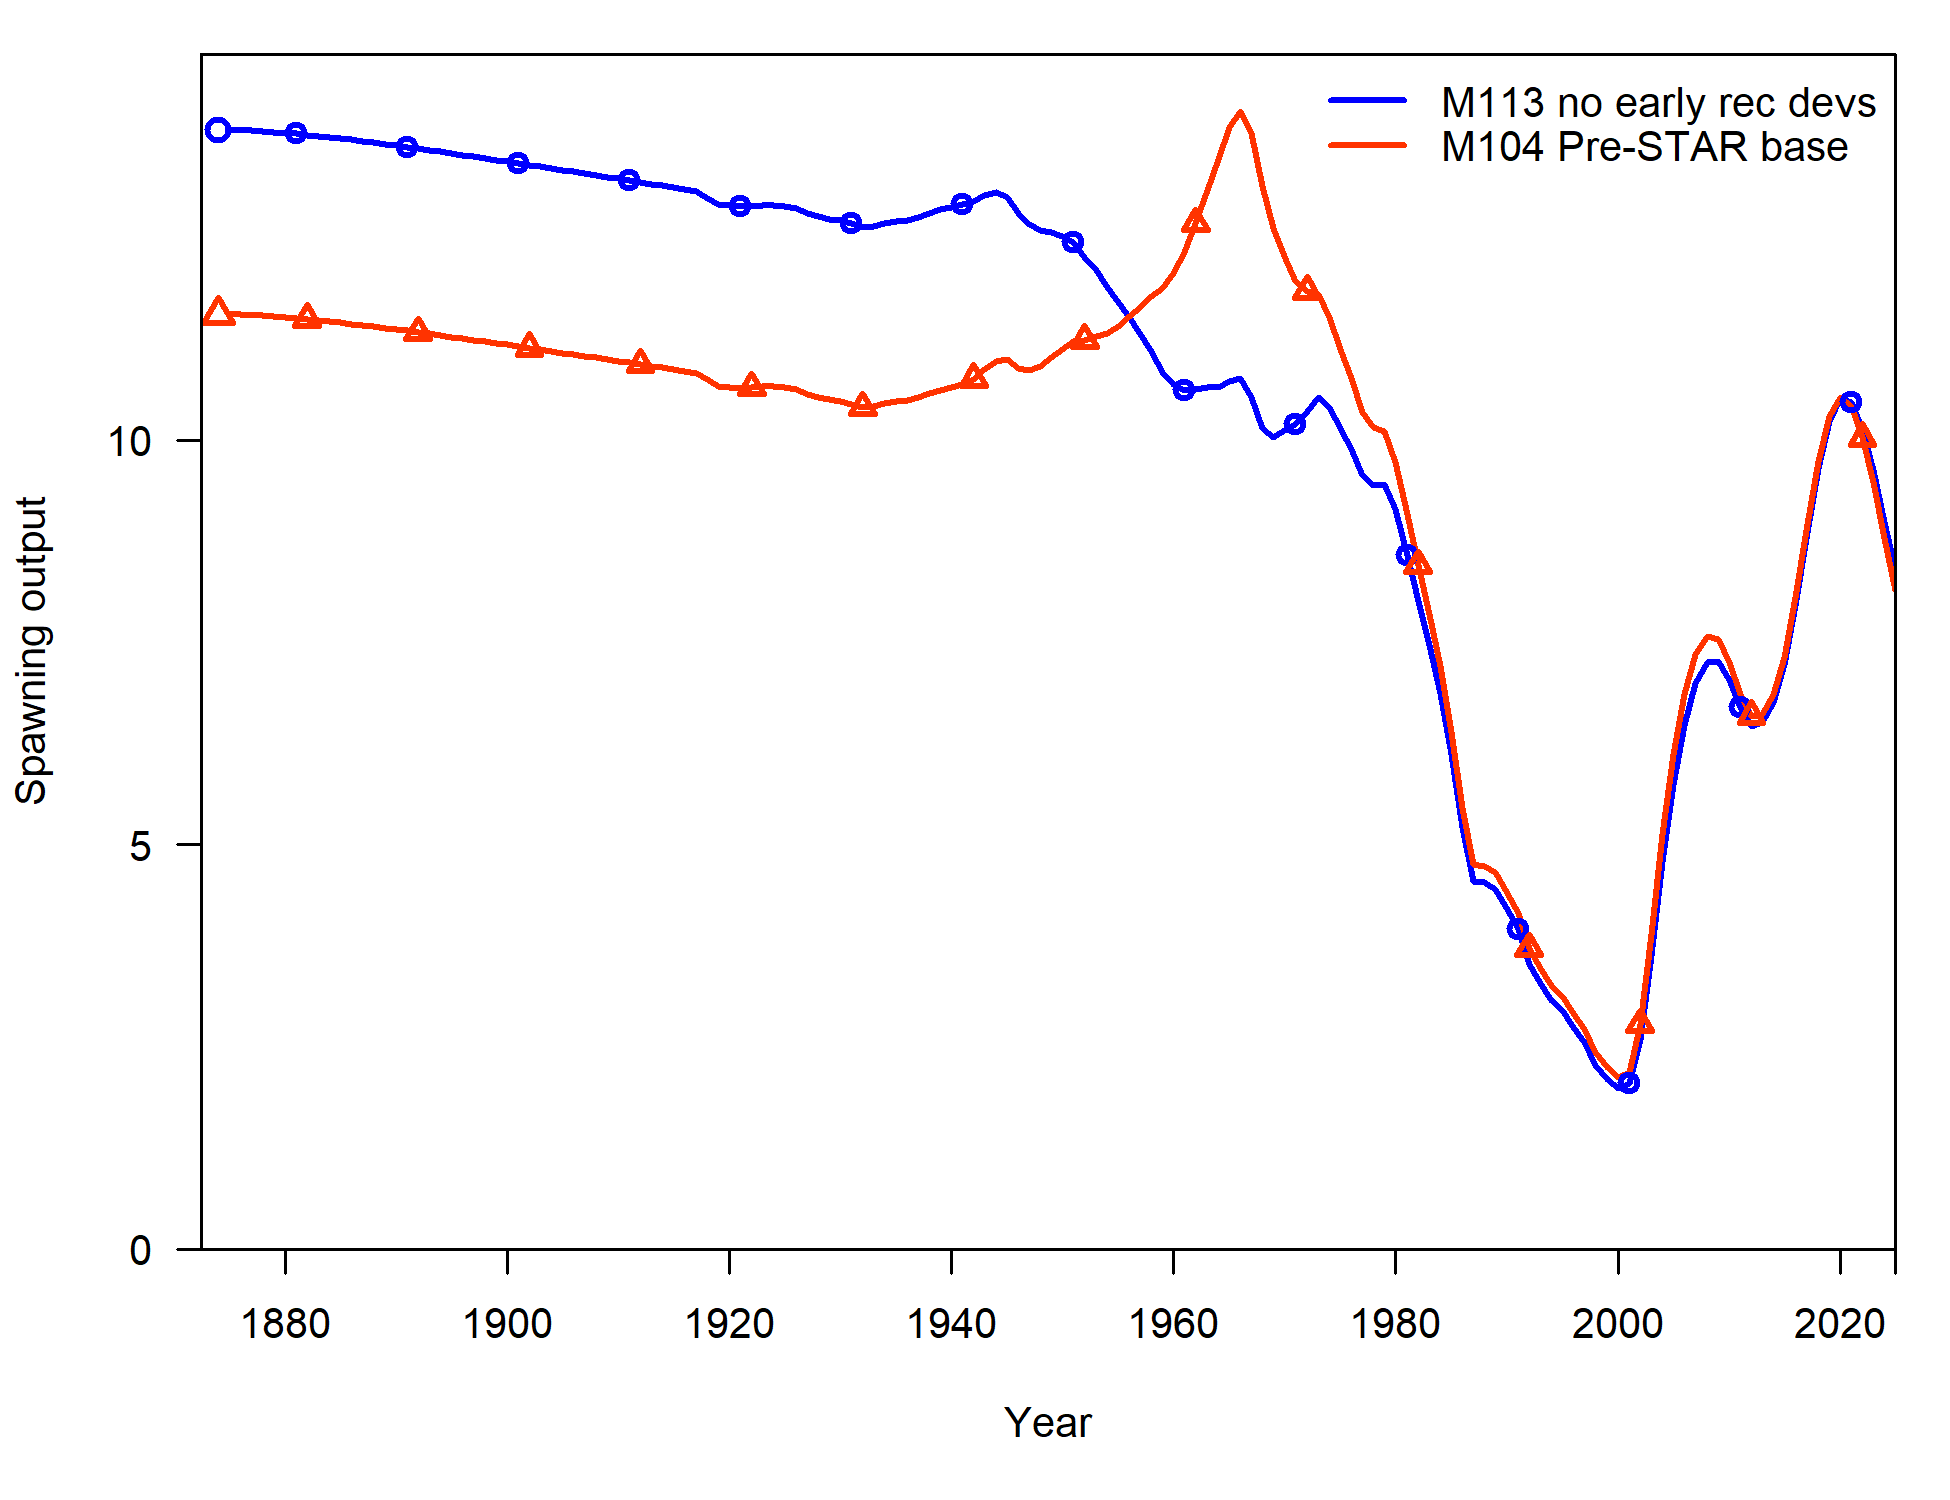 M113 no early rec devs
M104 Pre-STAR base
10
5
0
Spawning output
1880 1900 1920 1940 1960 1980 2000 2020
Year